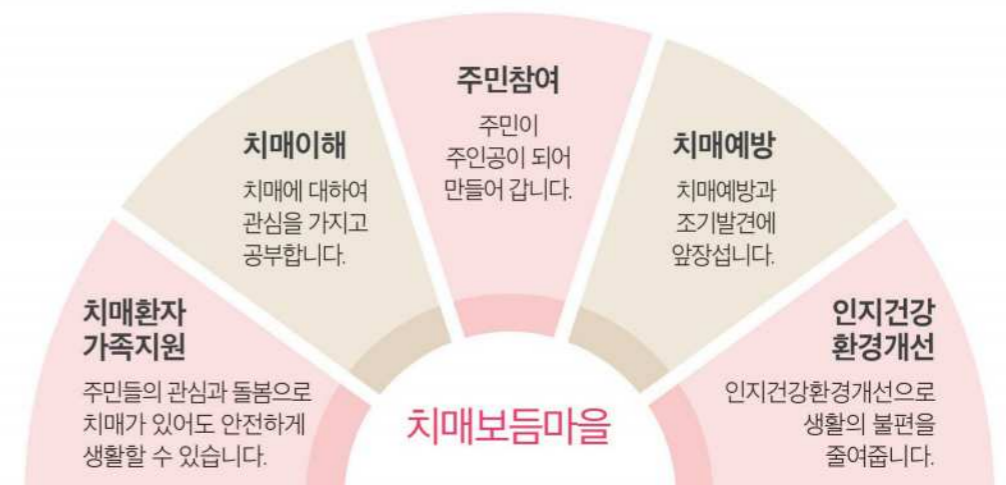 치매환자
가족지원
주민들의 관심과 돌봄으로
치매가 있어도 안전하게
생활할 수 있습니다.
치매이해
치매에 대하여
관심을 가지고
공부합니다.
주민참여
주민이
주인공이 되어
만들어 갑니다.
치매예방
치매예방과
조기발견에
앞장섭니다.
인지건강
환경개선
인지건강환경개선으로
생활의 불편을
줄여줍니다.
치매보듬마을